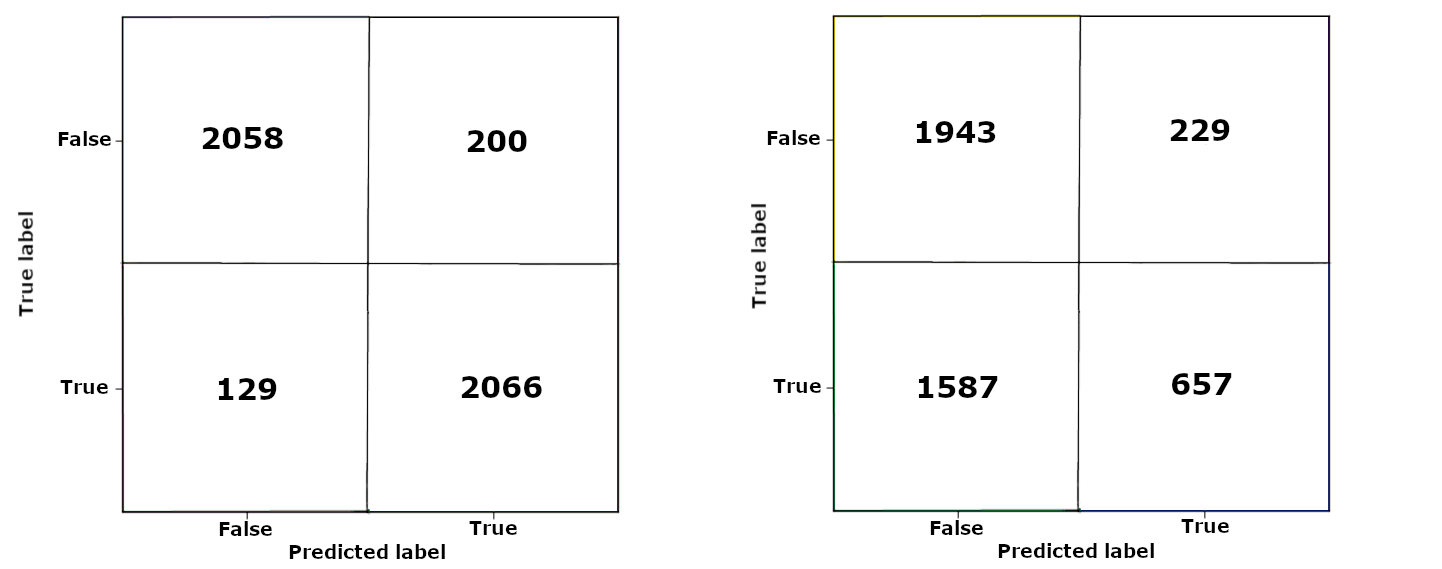 False
2058
200
True label
True
129
2066
False
True
Predicted label
False
1943
229
True label
True
1587
657
False
True
Predicted label